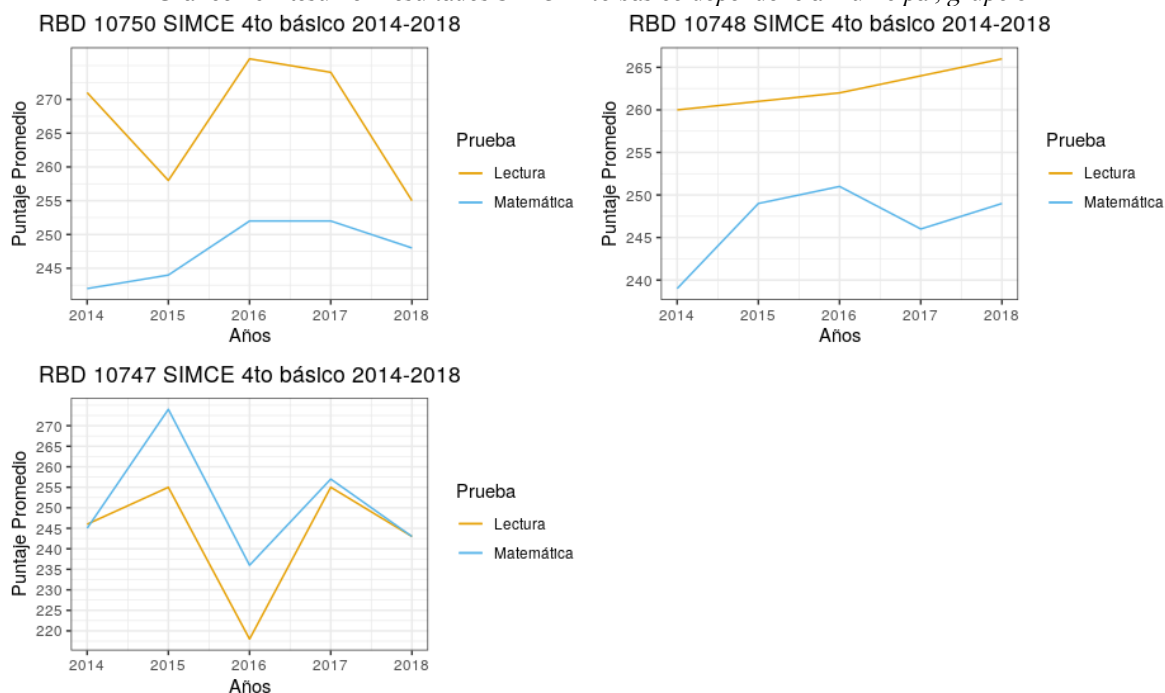 RBD 10750 SIMCE 4to básico 2014-2018
Puntaje Promedio
270
265
260
255
250
245
2014 2015 2016 2017 2018
Años
Prueba
Lectura
Matemática
RBD 10748 SIMCE 4to básico 2014-2018
Puntaje Promedio
265
260
255
250
245
240
2014 2015 2016 2017 2018
Años
Prueba
Lectura
Matemática
RBD 10747 SIMCE 4to básico 2014-2018
Puntaje Promedio
270
265
260
255
250
245
240
235
230
225
220
2014 2015 2016 2017 2018
Años
Prueba
Lectura
Matemática